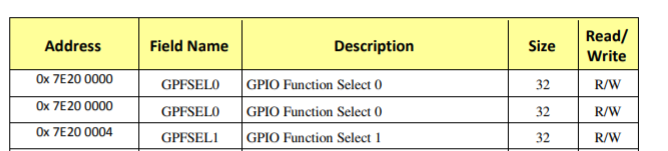 Address Field Name Description Size Read/ Write
0x 7E20 0000 GPFSEL0 GPIO Function Select 0 32 R/W
0x 7E20 0000 GPFSEL0 GPIO Function Select 0 32 R/W
0x 7E20 0004 GPFSEL1 GPIO Function Select 1 32 R/W